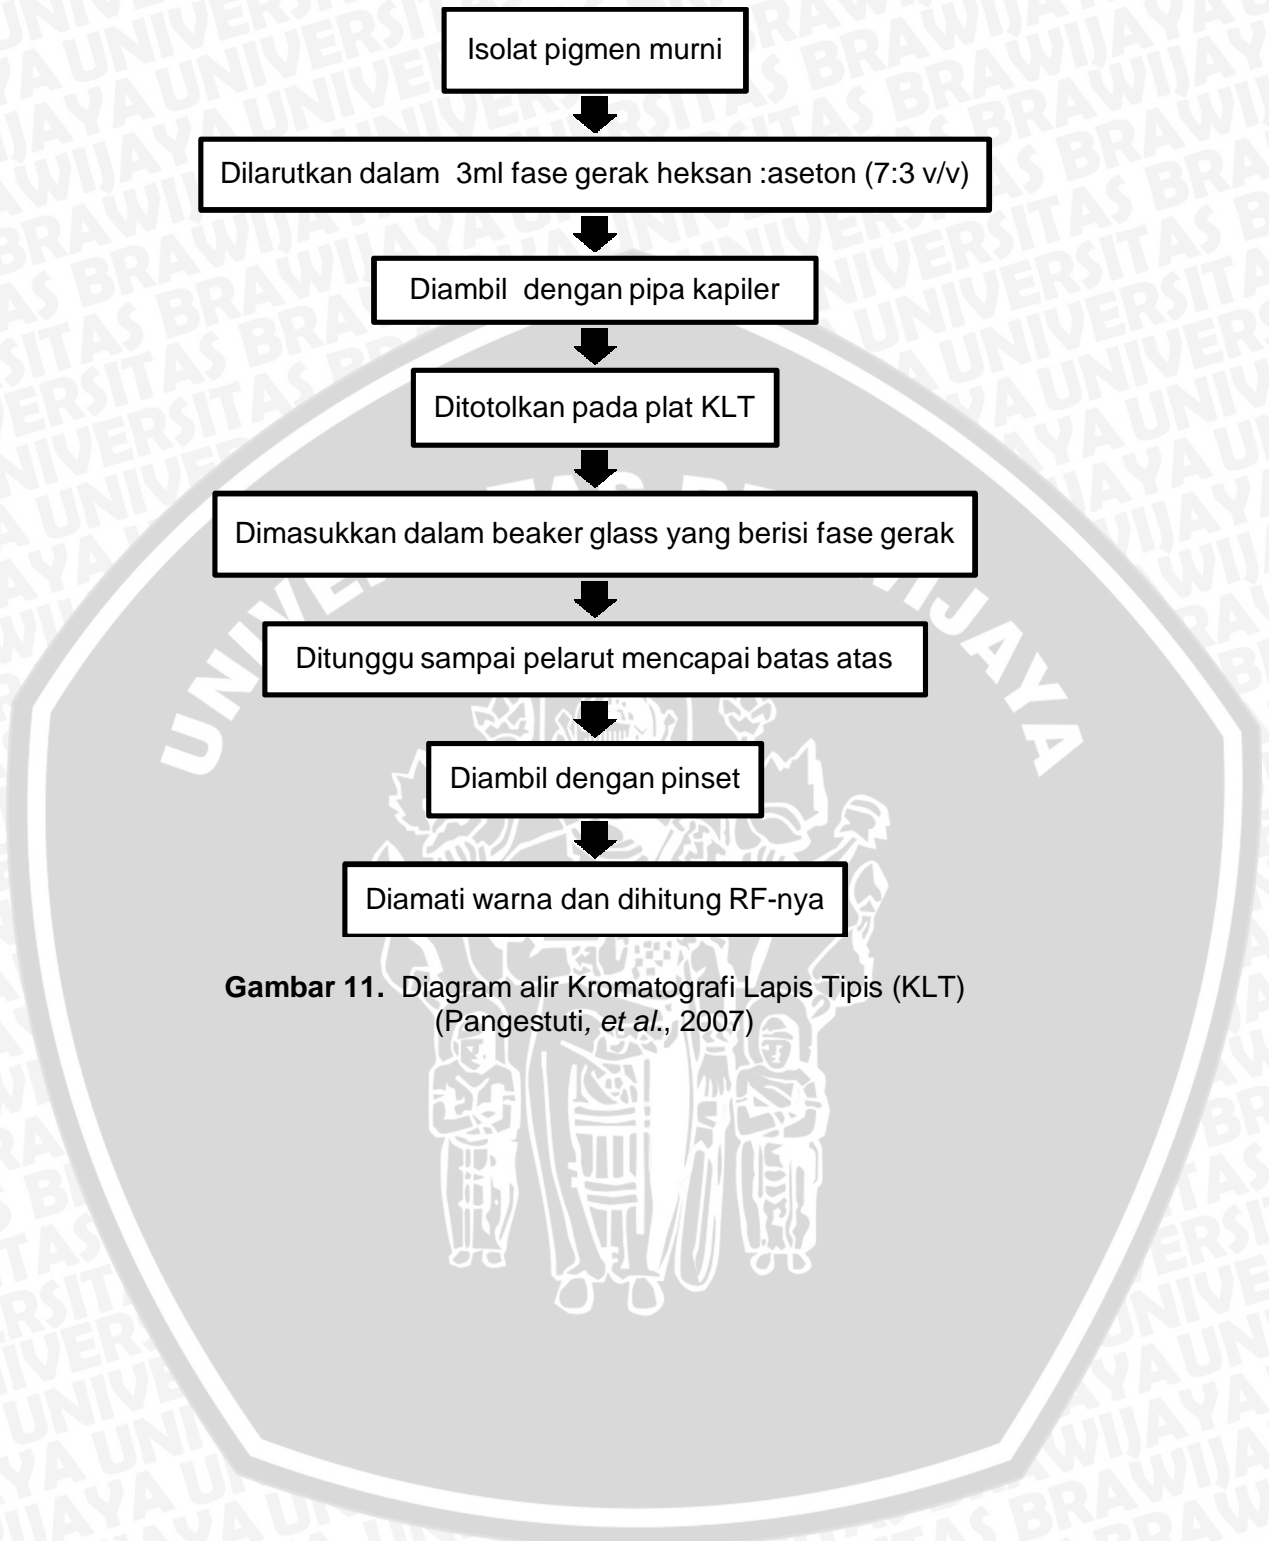 Isolat pigmen murni
Dilarutkan dalam  3ml fase gerak heksan :aseton (7:3 v/v)
Diambil  dengan pipa kapiler
Ditotolkan pada plat KLT
Dimasukkan dalam beaker glass yang berisi fase gerak
Ditunggu sampai pelarut mencapai batas atas
Diambil dengan pinset
Diamati warna dan dihitung RF-nya
Gambar 11.  Diagram alir Kromatografi Lapis Tipis (KLT)
(Pangestuti, et al., 2007)